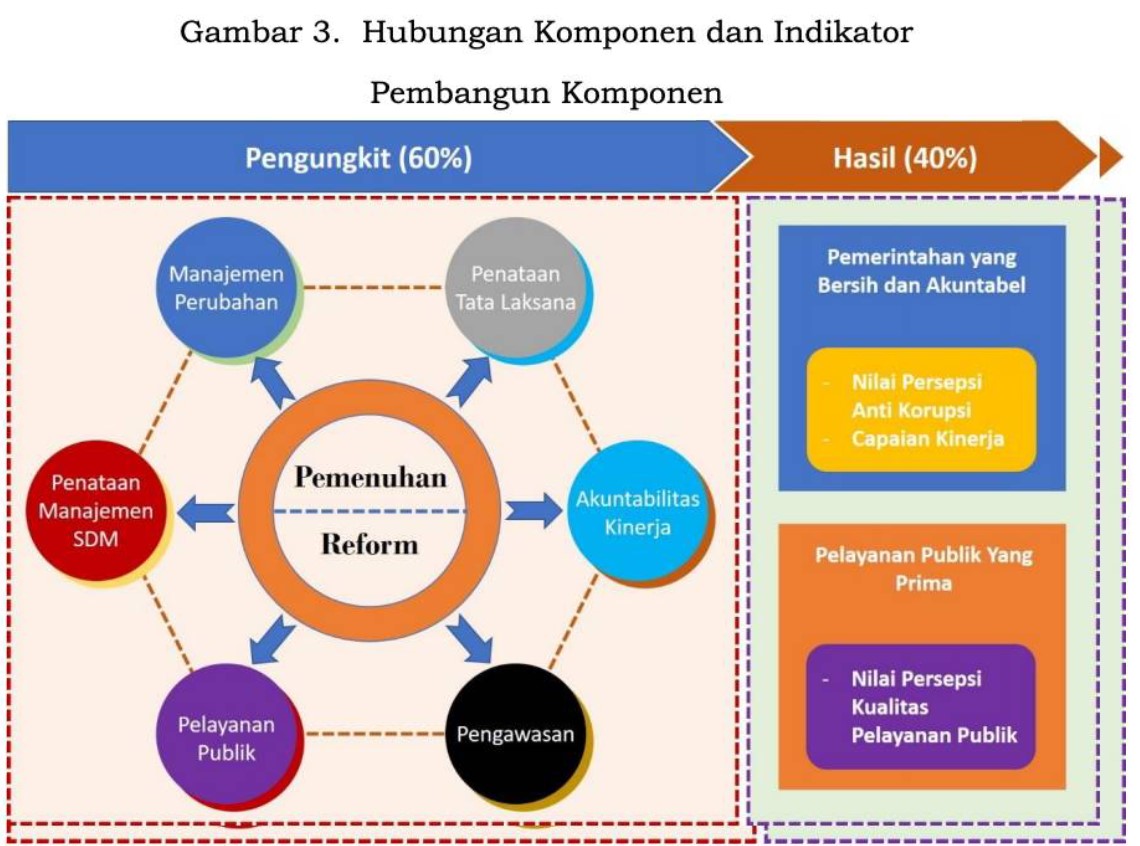 Gambar 3. Hubungan Komponen dan Indikator
Pembangun Komponen
Pengungkit (60%)
Hasil (40%)
Manajemen
Perubahan
Penataan
Tata Laksana
Penataan
Manajemen
SDM
Pemenuhan
Reform
Akuntabilitas
Kinerja
Pelayanan
Publik
Pengawasan
Pemerintahan yang
Bersih dan Akuntabel
- Nilai Persepsi
Anti Korupsi
- Capaian Kinerja
Pelayanan Publik Yang
Prima
- Nilai Persepsi
Kualitas
Pelayanan Publik